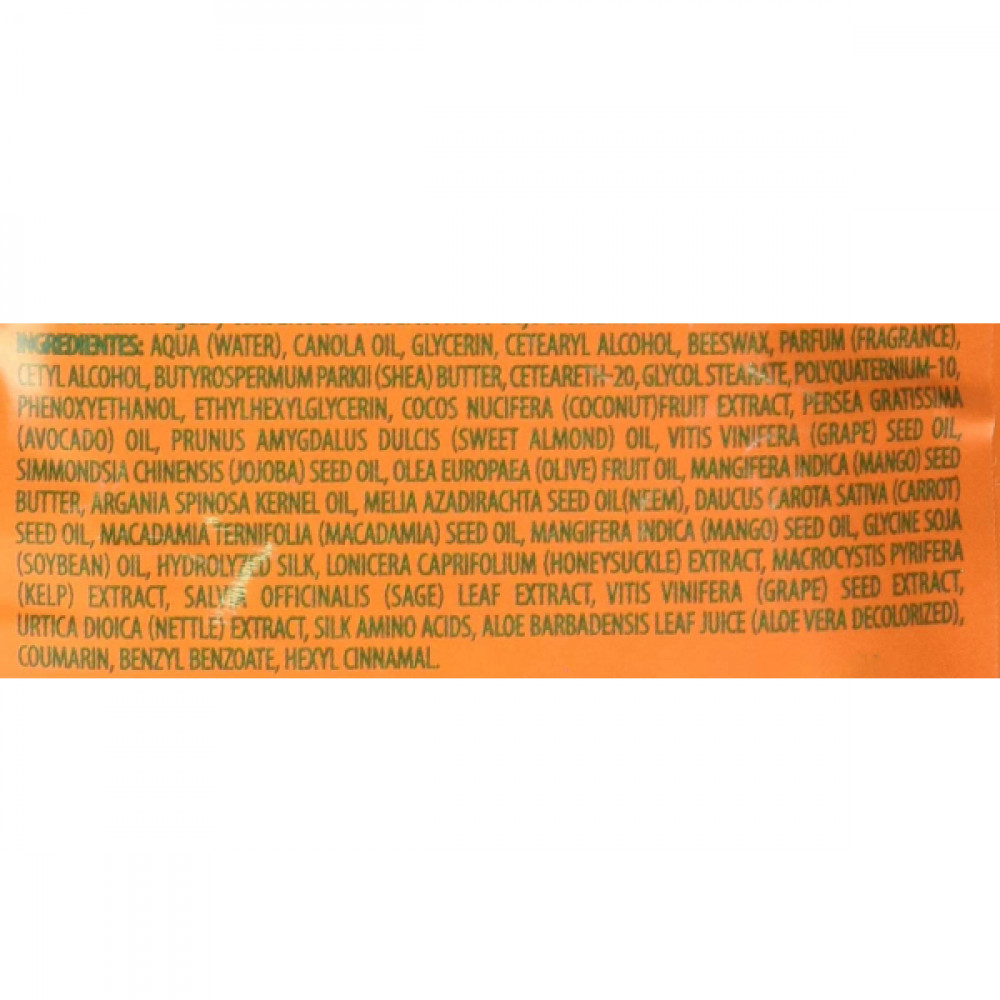 INGREDIENTES: AQUA (WATER), CANOLA OIL, GLYCERIN, CETEARYL ALCOHOL, BEESWAX, PARFUM (FRAGRANCE),
CETYL ALCOHOL, BUTYROSPERMUM PARKII (SHEA) BUTTER, CETEARETH-20, GLYCOL STEARATE, POLYQUATERNIUM-10,
PHENOXYETHANOL, ETHYLHEXYLGLYCERIN, COCOS NUCIFERA (COCONUT)FRUIT EXTRACT, PERSEA GRATISSIMA
(AVOCADO) OIL, PRUNUS AMYGDALUS DULCIS (SWEET ALMOND) OIL, VITIS VINIFERA (GRAPE) SEED OIL,
SIMMONDSIA CHINENSIS (JOJOBA) SEED OIL, OLEA EUROPAEA (OLIVE) FRUIT OIL, MANGIFERA INDICA (MANGO) SEED
BUTTER, ARGANIA SPINOSA KERNEL OIL, MELIA AZADIRACHTA SEED OIL(NEEM), DAUCUS CAROTA SATIVA (CARROT)
SEED OIL, MACADAMIA TERNIFOLIA (MACADAMIA) SEED OIL, MANGIFERA INDICA (MANGO) SEED OIL, GLYCINE SOJA
(SOYBEAN) OIL, HYDROLYZED SILK, LONICERA CAPRIFOLIUM (HONEYSUCKLE) EXTRACT, MACROCYSTIS PYRIFERA
(KELP) EXTRACT, SALVIA OFFICINALIS (SAGE) LEAF EXTRACT, VITIS VINIFERA (GRAPE) SEED EXTRACT,
URTICA DIOICA (NETTLE) EXTRACT, SILK AMINO ACIDS, ALOE BARBADENSIS LEAF JUICE (ALOE VERA DECOLORIZED),
COUMARIN, BENZYL BENZOATE, HEXYL CINNAMAL.